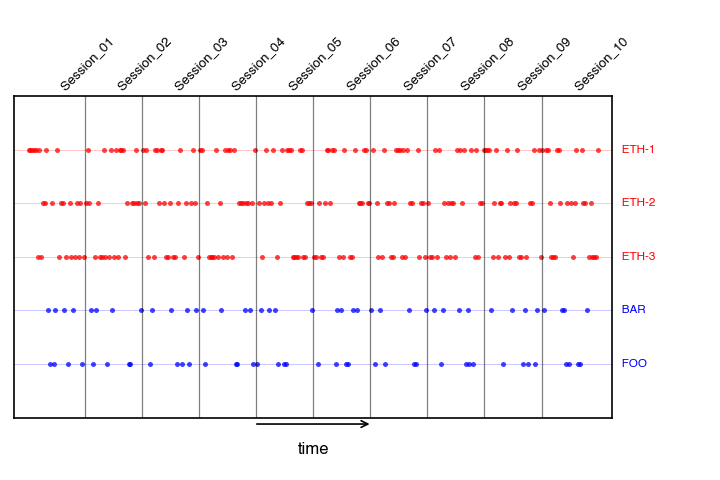 Session_01
Session_02
Session_03
Session_04
Session_05
Session_06
Session_07
Session_08
Session_09
Session_10
ETH-1
ETH-2
ETH-3
BAR
FOO
time